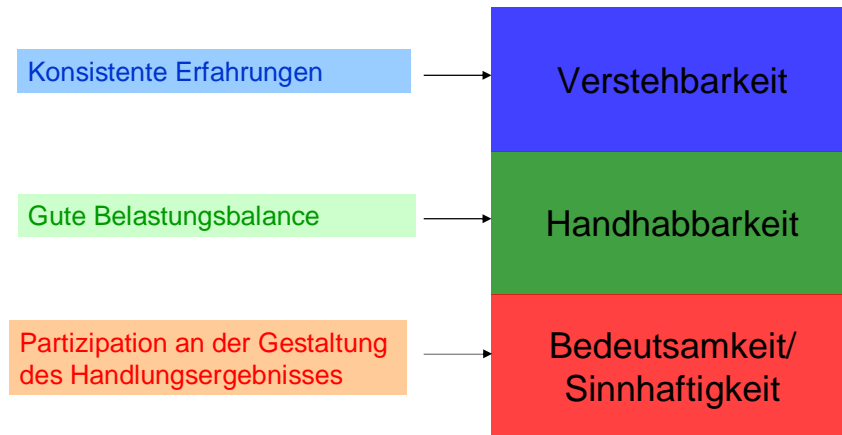 Konsistente Erfahrungen
Verstehbarkeit
Gute Belastungsbalance
Handhabbarkeit
Partizipation an der Gestaltung
des Handlungsergebnisses
Bedeutsamkeit/
Sinnhaftigkeit